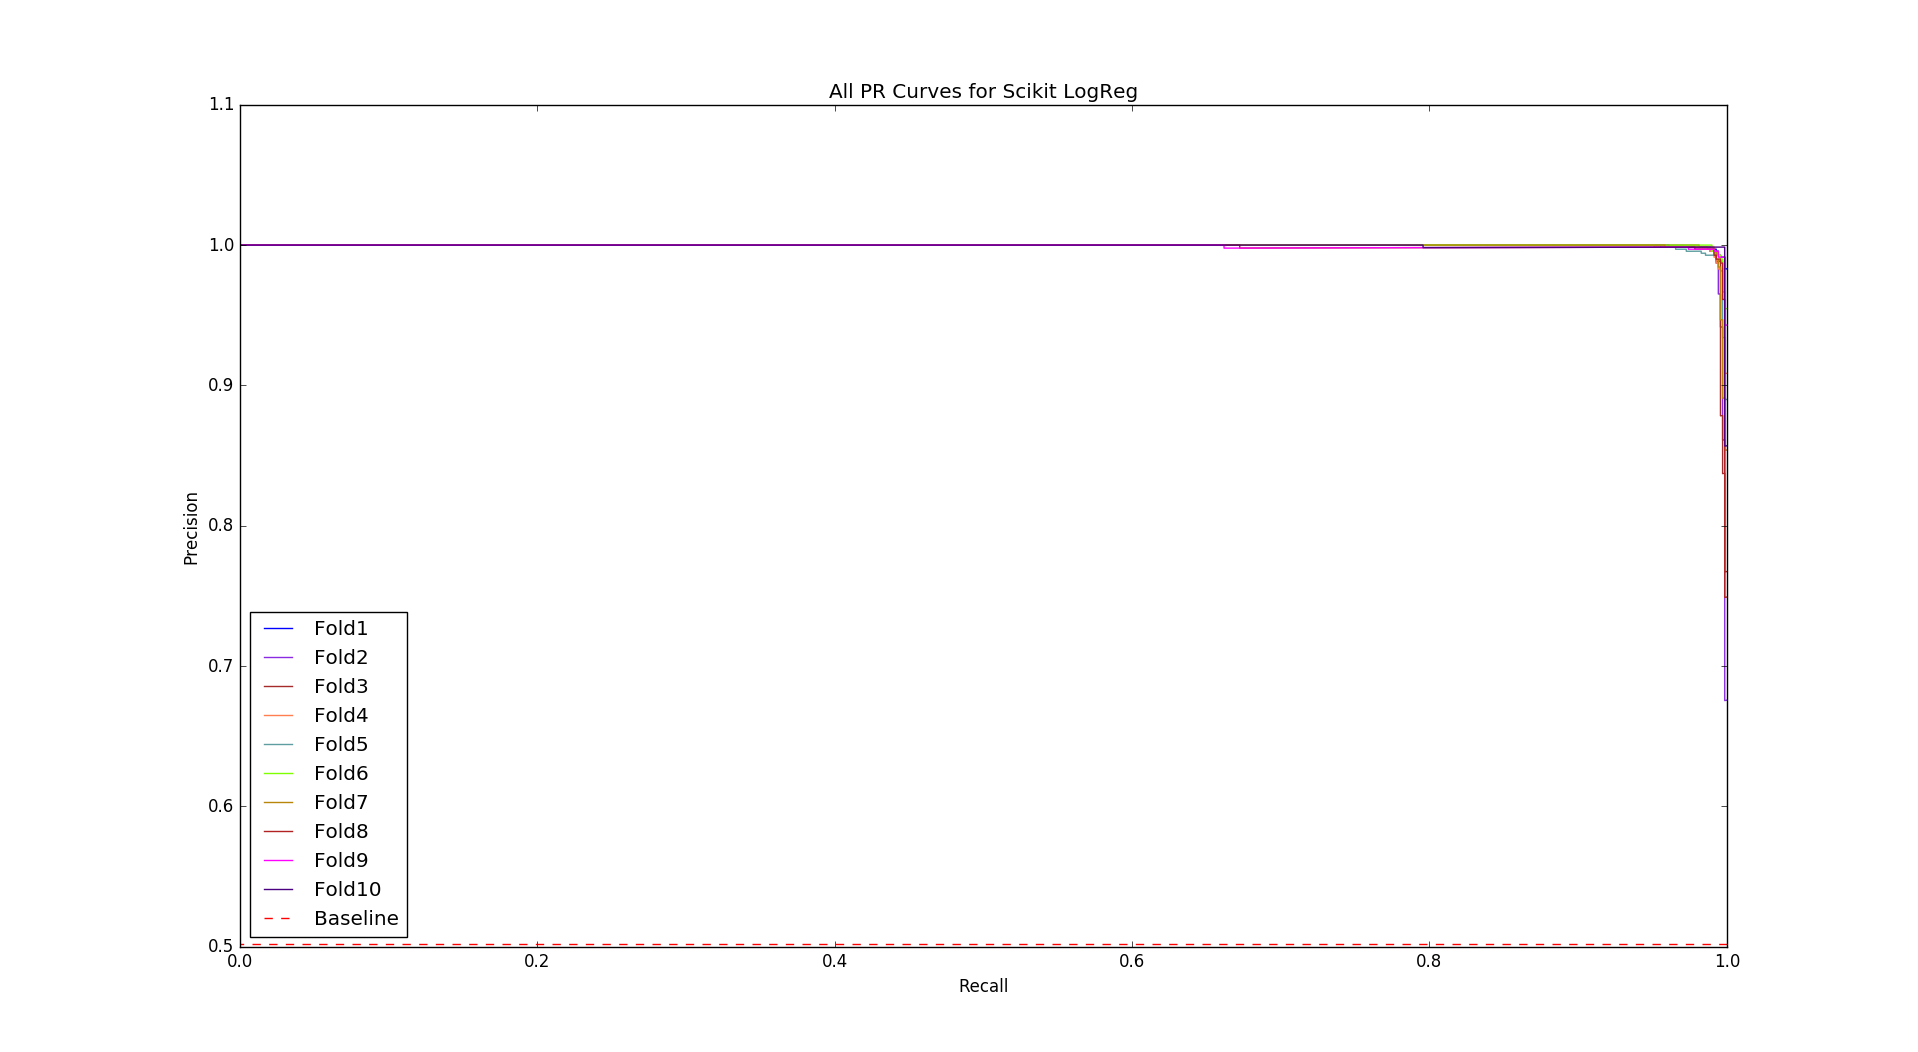 All PR Curves for Scikit LogReg
1.1
1.0
0.9
0.8
0.7
0.6
0.5
Precision
Fold1
Fold2
Fold3
Fold4
Fold5
Fold6
Fold7
Fold8
Fold9
Fold10
Baseline
0.0 0.2 0.4 0.6 0.8 1.0
Recall